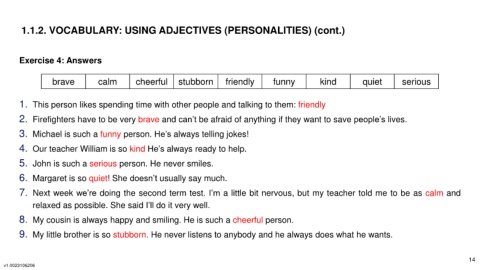 1.1.2. VOCABULARY: USING ADJECTIVES (PERSONALITIES) (cont.)
Exercise 4: Answers
brave calm cheerful stubborn friendly funny kind quiet serious
1. This person likes spending time with other people and talking to them: friendly
2. Firefighters have to be very brave and can't be afraid of anything if they want to save people's lives.
3. Michael is such a funny person. He's always telling jokes!
4. Our teacher William is so kind He's always ready to help.
5. John is such a serious person. He never smiles.
6. Margaret is so quiet! She doesn't usually say much.
7. Next week we're doing the second term test. I'm a little bit nervous, but my teacher told me to be as calm and
relaxed as possible. She said I'll do it very well.
8. My cousin is always happy and smiling. He is such a cheerful person.
9. My little brother is so stubborn. He never listens to anybody and he always does what he wants.
14